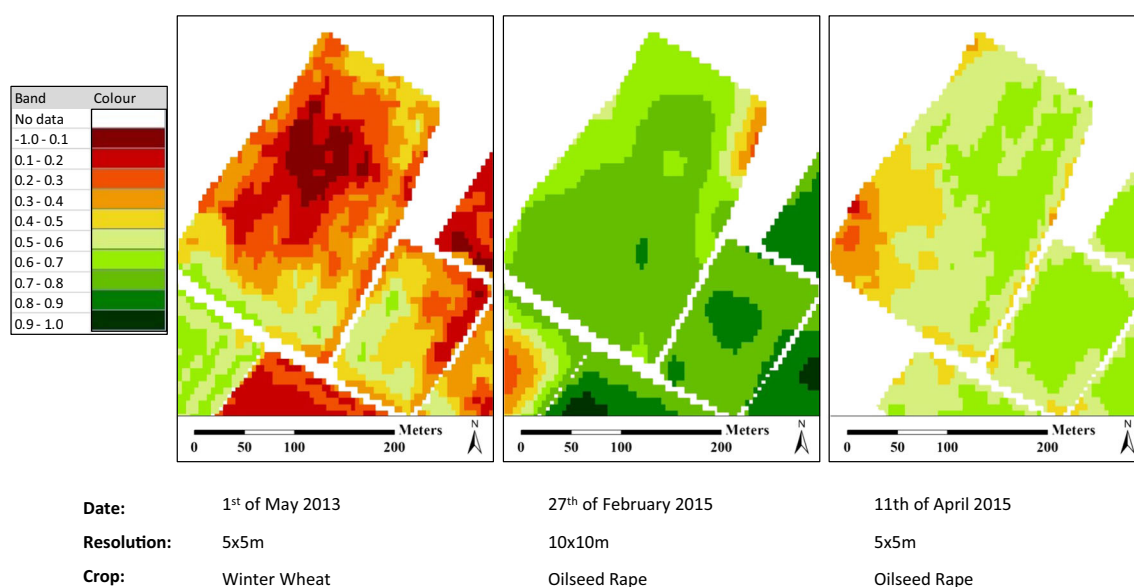 Band Colour
No data
-1.0 - 0.1
0.1 - 0.2
0.2 - 0.3
0.3 - 0.4
0.4 - 0.5
0.5 - 0.6
0.6 - 0.7
0.7 - 0.8
0.8 - 0.9
0.9 - 1.0
Meters N
0 50 100 200
Meters N
0 50 100 200
Meters N
0 50 100 200
Date: 1st of May 2013 27th of February 2015 11th of April 2015
Resolution: 5x5m 10x10m 5x5m
Crop: Winter Wheat Oilseed Rape Oilseed Rape